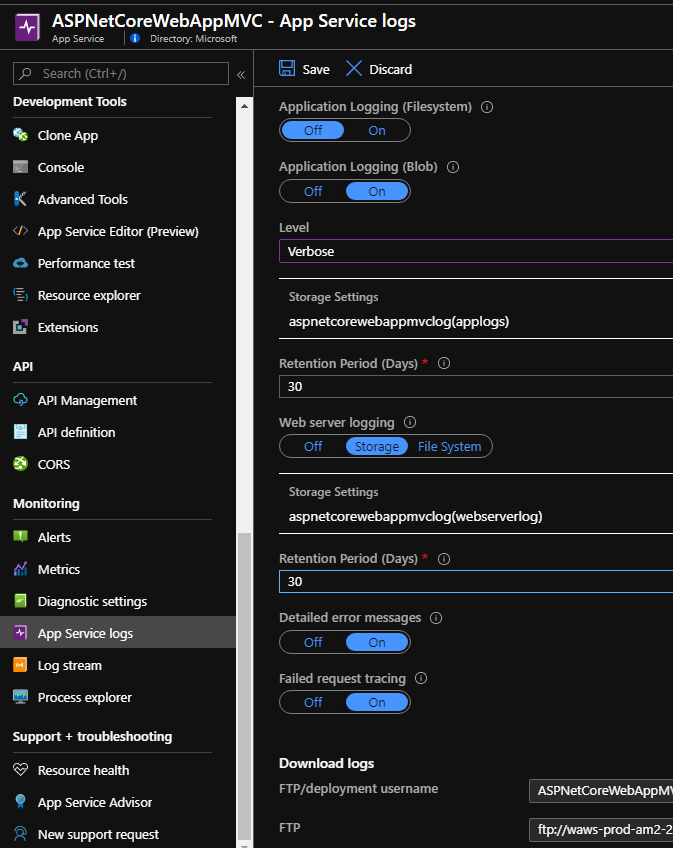 ASPNetCoreWebAppMVC - App Service logs
App Service
Directory: Microsoft
Search (Ctrl+/)
«
Development Tools
Clone App
Console
Advanced Tools
App Service Editor (Preview)
Performance test
Resource explorer
Extensions
API
API Management
API definition
CORS
Monitoring
Alerts
Metrics
Diagnostic settings
App Service logs
Log stream
Process explorer
Support + troubleshooting
Resource health
App Service Advisor
New support request
Save Discard
Application Logging (Filesystem)
Off On
Application Logging (Blob)
Off On
Level
Verbose
Storage Settings
aspnetcorewebappmvclog(applogs)
Retention Period (Days) *
30
Web server logging
Off Storage File System
Storage Settings
aspnetcorewebappmvclog(webserverlog)
Retention Period (Days) *
30
Detailed error messages
Off On
Failed request tracing
Off On
Download logs
FTP/deployment username
ASPNetCoreWebAppMV
FTP
ftp://waws-prod-am2-2